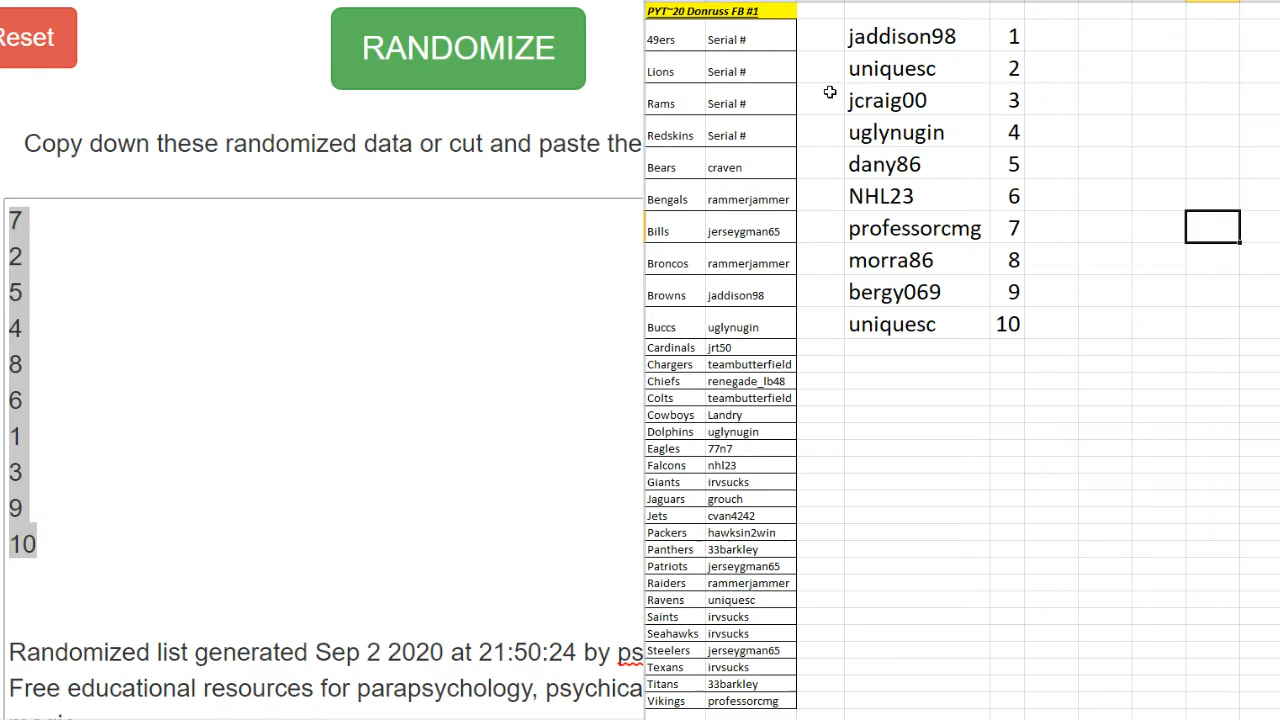 Reset
RANDOMIZE
Copy down these randomized data or cut and paste the
7
2
5
4
8
6
1
3
9
10
Randomized list generated Sep 2 2020 at 21:50:24 by ps
Free educational resources for parapsychology, psychica
PYT~20 Donruss FB #1
49ers Serial #
Lions Serial #
Rams Serial #
Redskins Serial #
Bears craven
Bengals rammerjammer
Bills jerseygman65
Broncos rammerjammer
Browns jaddison98
Buccs uglynugin
Cardinals jrt50
Chargers teambutterfield
Chiefs renegade_lb48
Colts teambutterfield
Cowboys Landry
Dolphins uglynugin
Eagles 77n7
Falcons nhl23
Giants irvsucks
Jaguars grouch
Jets cvan4242
Packers hawksin2win
Panthers 33barkley
Patriots jerseygman65
Raiders rammerjammer
Ravens uniquesc
Saints irvsucks
Seahawks irvsucks
Steelers jerseygman65
Texans irvsucks
Titans 33barkley
Vikings professorcmg
jaddison98 1
uniquesc 2
jcraig00 3
uglynugin 4
dany86 5
NHL23 6
professorcmg 7
morra86 8
bergy069 9
uniquesc 10